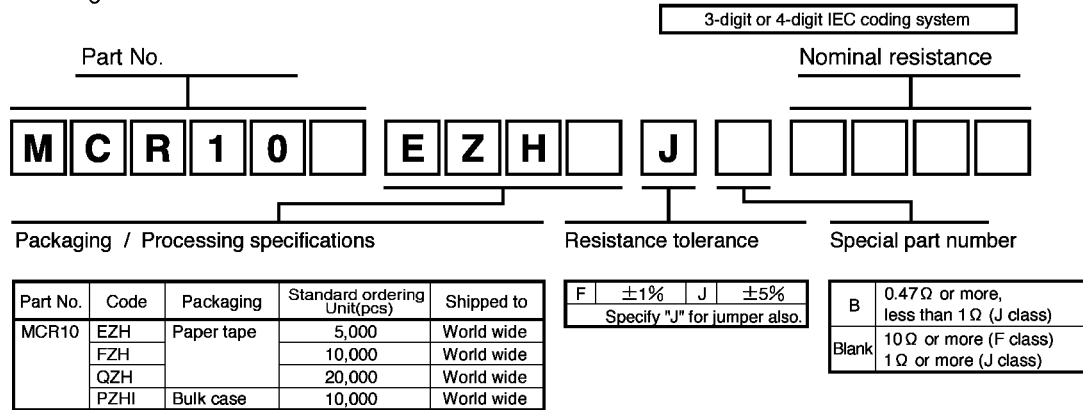 3-digit or 4-digit IEC coding system
Part No.
Nominal resistance
M C R 1 0 E Z H J
Packaging / Processing specifications
Resistance tolerance
Special part number
Part No. Code Packaging Standard ordering Unit(pcs) Shipped to
MCR10 EZH Paper tape 5,000 World wide
FZH 10,000 World wide
QZH 20,000 World wide
PZHI Bulk case 10,000 World wide
F ±1% J ±5%
Specify "J" for jumper also.
B 0.47Ω or more,
less than 1Ω (J class)
Blank 10Ω or more (F class)
1Ω or more (J class)